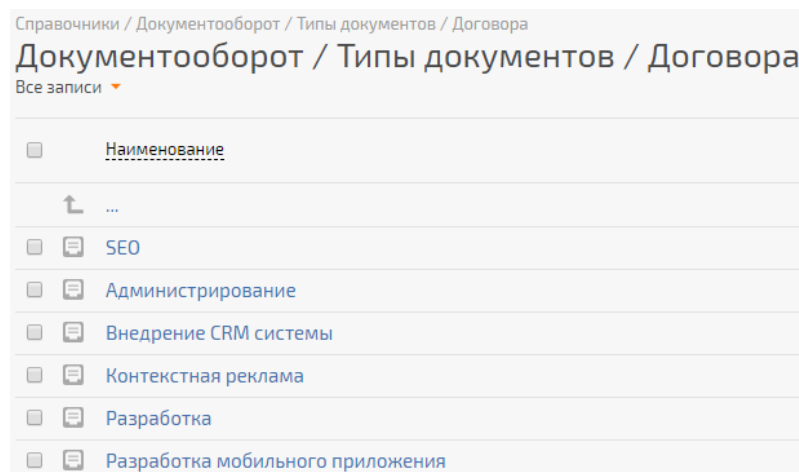 Справочники / Документооборот / Типы документов / Договора
Документооборот / Типы документов / Договора
Все записи
Наименование
...
SEO
Администрирование
Внедрение CRM системы
Контекстная реклама
Разработка
Разработка мобильного приложения